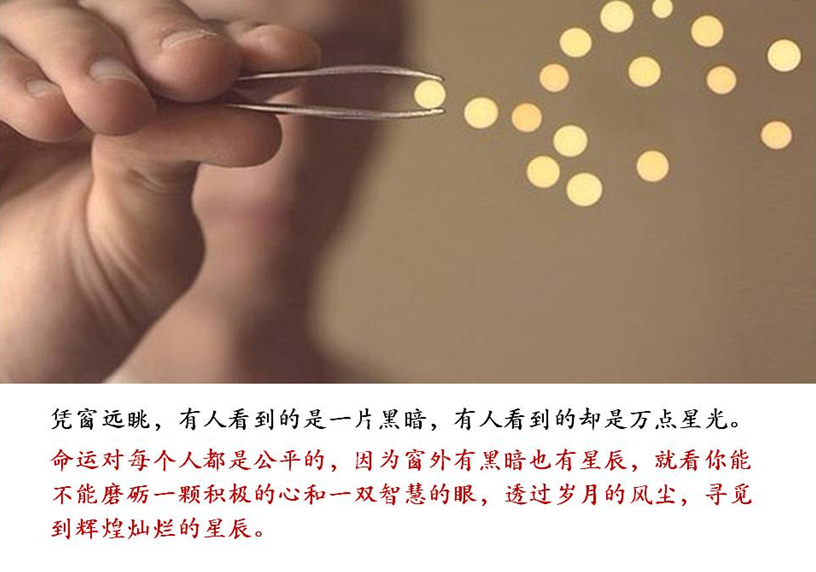 凭窗远眺，有人看到的是一片黑暗，有人看到的却是万点星光。
命运对每个人都是公平的，因为窗外有黑暗也有星辰，就看你能
不能磨砺一颗积极的心和一双智慧的眼，透过岁月的风尘，寻觅
到辉煌灿烂的星辰。